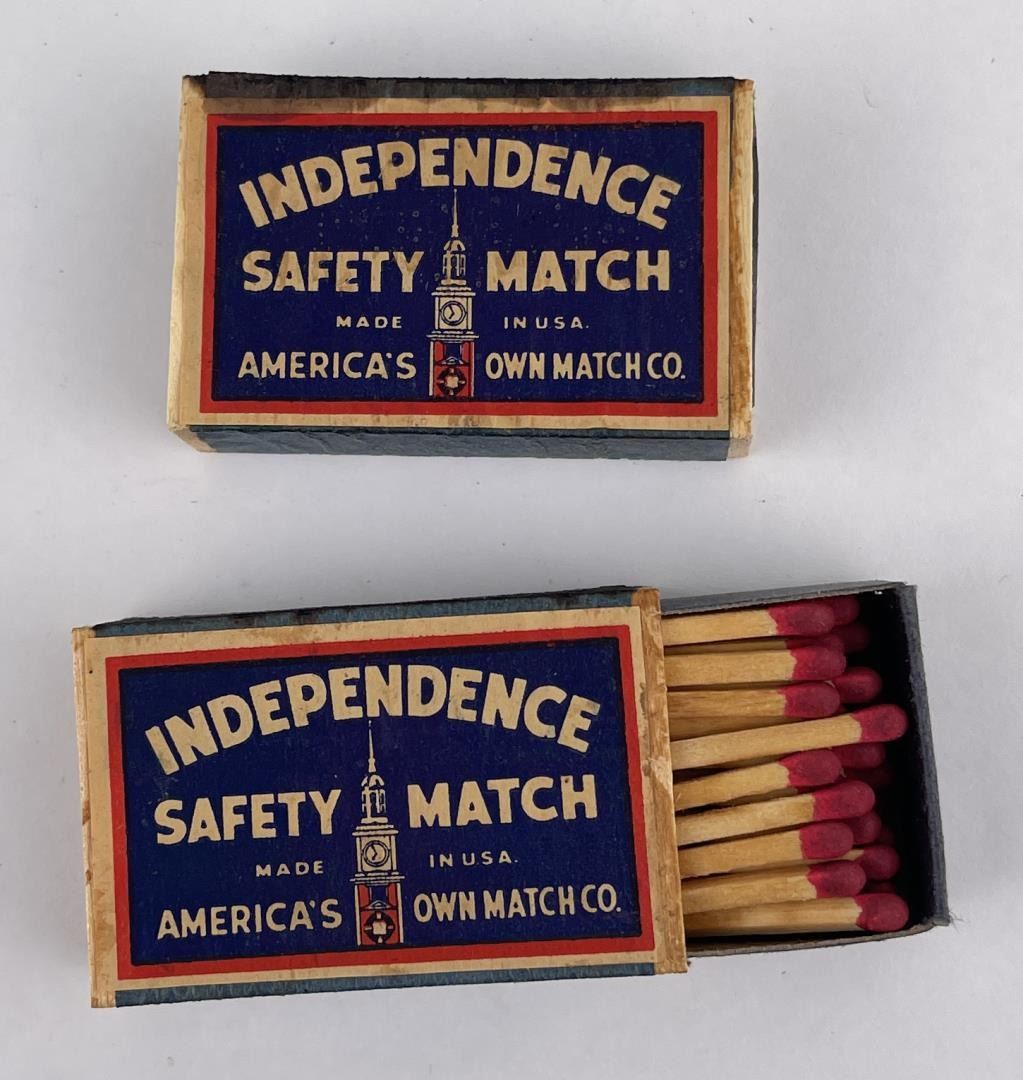 INDEPENDENCE
SAFETY MATCH
MADE IN USA.
AMERICA'S OWN MATCH CO.
INDEPENDENCE
SAFETY MATCH
MADE IN USA.
AMERICA'S OWN MATCH CO.